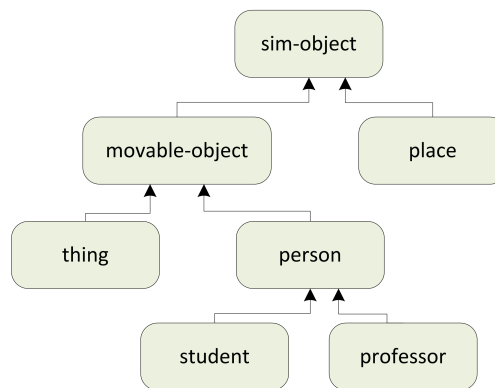 sim-object
movable-object
place
thing
person
student
professor